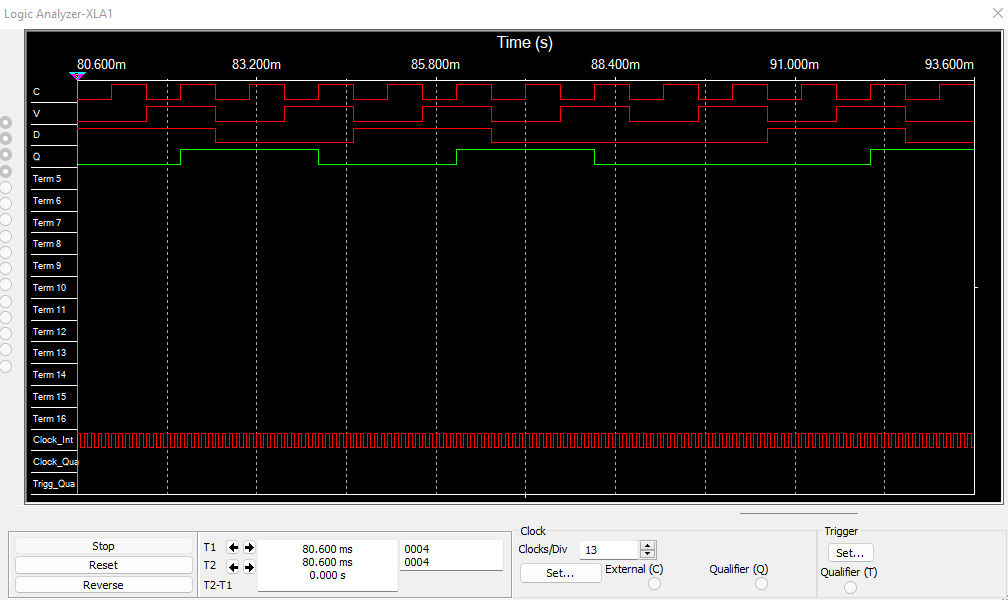 Logic Analyzer-XLA1
Time (s)
80.600m 83.200m 85.800m 88.400m 91.000m 93.600m
C
V
D
Q
Term 5
Term 6
Term 7
Term 8
Term 9
Term 10
Term 11
Term 12
Term 13
Term 14
Term 15
Term 16
Clock_Int
Clock_Qua
Trigg_Qua
Stop
Reset
Reverse
T1 80.600 ms 0004
T2 80.600 ms 0004
T2-T1 0.000 s
Clock
Clocks/Div 13
Set... External (C) Qualifier (Q)
Trigger
Set...
Qualifier (T)